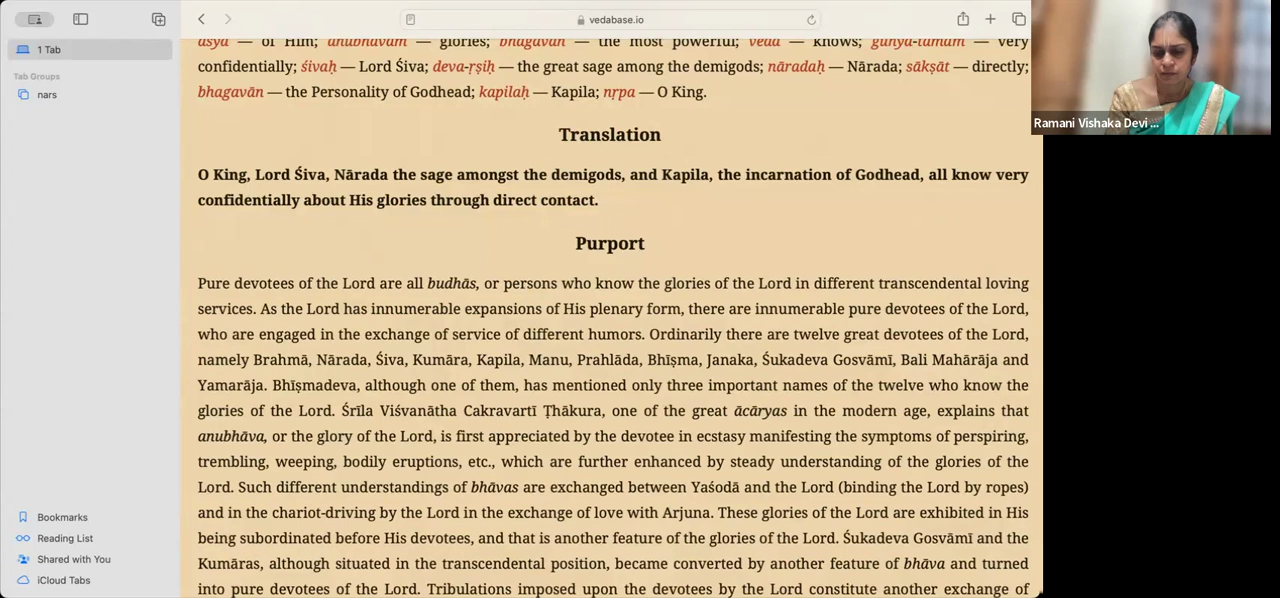 vedabase.io
1 Tab
Tab Groups
nars
Bookmarks
Reading List
Shared with You
iCloud Tabs
asya — of Him; anubhāvam — glories; bhagavān — the most powerful; veda — knows; guhya-tamam — very
confidentially; śivaḥ — Lord Śiva; deva-ṛṣiḥ — the great sage among the demigods; nāradaḥ — Nārada; sākṣāt — directly;
bhagavān — the Personality of Godhead; kapilaḥ — Kapila; nṛpa — O King.
Translation
O King, Lord Śiva, Nārada the sage amongst the demigods, and Kapila, the incarnation of Godhead, all know very
confidentially about His glories through direct contact.
Purport
Pure devotees of the Lord are all budhās, or persons who know the glories of the Lord in different transcendental loving
services. As the Lord has innumerable expansions of His plenary form, there are innumerable pure devotees of the Lord,
who are engaged in the exchange of service of different humors. Ordinarily there are twelve great devotees of the Lord,
namely Brahmā, Nārada, Śiva, Kumāra, Kapila, Manu, Prahlāda, Bhīṣma, Janaka, Śukadeva Gosvāmī, Bali Mahārāja and
Yamarāja. Bhīṣmadeva, although one of them, has mentioned only three important names of the twelve who know the
glories of the Lord. Śrīla Viśvanātha Cakravartī Ṭhākura, one of the great ācāryas in the modern age, explains that
anubhāva, or the glory of the Lord, is first appreciated by the devotee in ecstasy manifesting the symptoms of perspiring,
trembling, weeping, bodily eruptions, etc., which are further enhanced by steady understanding of the glories of the
Lord. Such different understandings of bhāvas are exchanged between Yaśodā and the Lord (binding the Lord by ropes)
and in the chariot-driving by the Lord in the exchange of love with Arjuna. These glories of the Lord are exhibited in His
being subordinated before His devotees, and that is another feature of the glories of the Lord. Śukadeva Gosvāmī and the
Kumāras, although situated in the transcendental position, became converted by another feature of bhāva and turned
into pure devotees of the Lord. Tribulations imposed upon the devotees by the Lord constitute another exchange of
Ramani Vishaka Devi ...